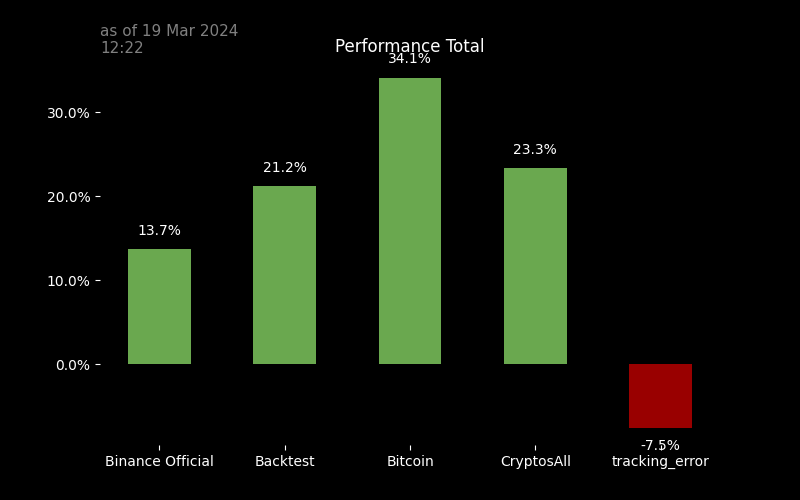 as of 19 Mar 2024
12:22
Performance Total
34.1%
30.0%
23.3%
21.2%
20.0%
13.7%
10.0%
0.0%
-7.5%
Binance Official
Backtest
Bitcoin
CryptosAll
tracking_error